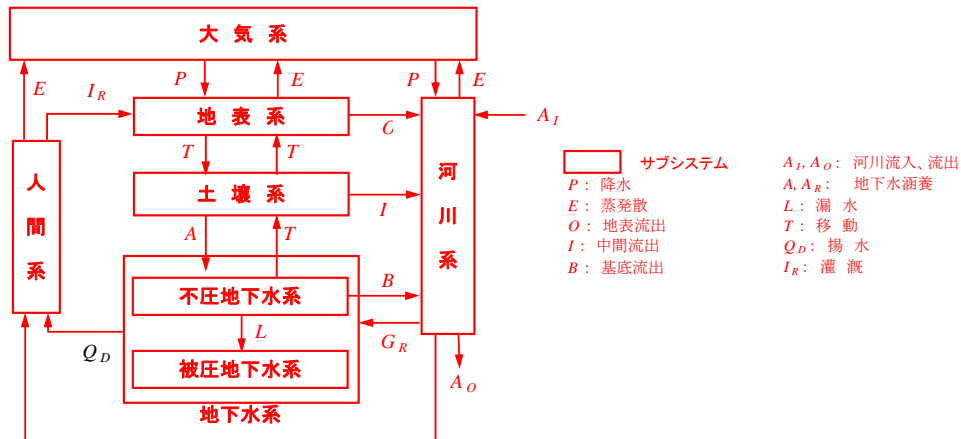 大気系
P
E
P
E
E
I_R
地表系
C
A_I
T
T
人間系
土壌系
I
河川系
A
T
不圧地下水系
B
L
G_R
Q_D
被圧地下水系
A_O
地下水系
サブシステム
P：降水
E：蒸発散
O：地表流出
I：中間流出
B：基底流出
A_I, A_O：河川流入、流出
A, A_R：地下水涵養
L：漏水
T：移動
Q_D：揚水
I_R：灌漑